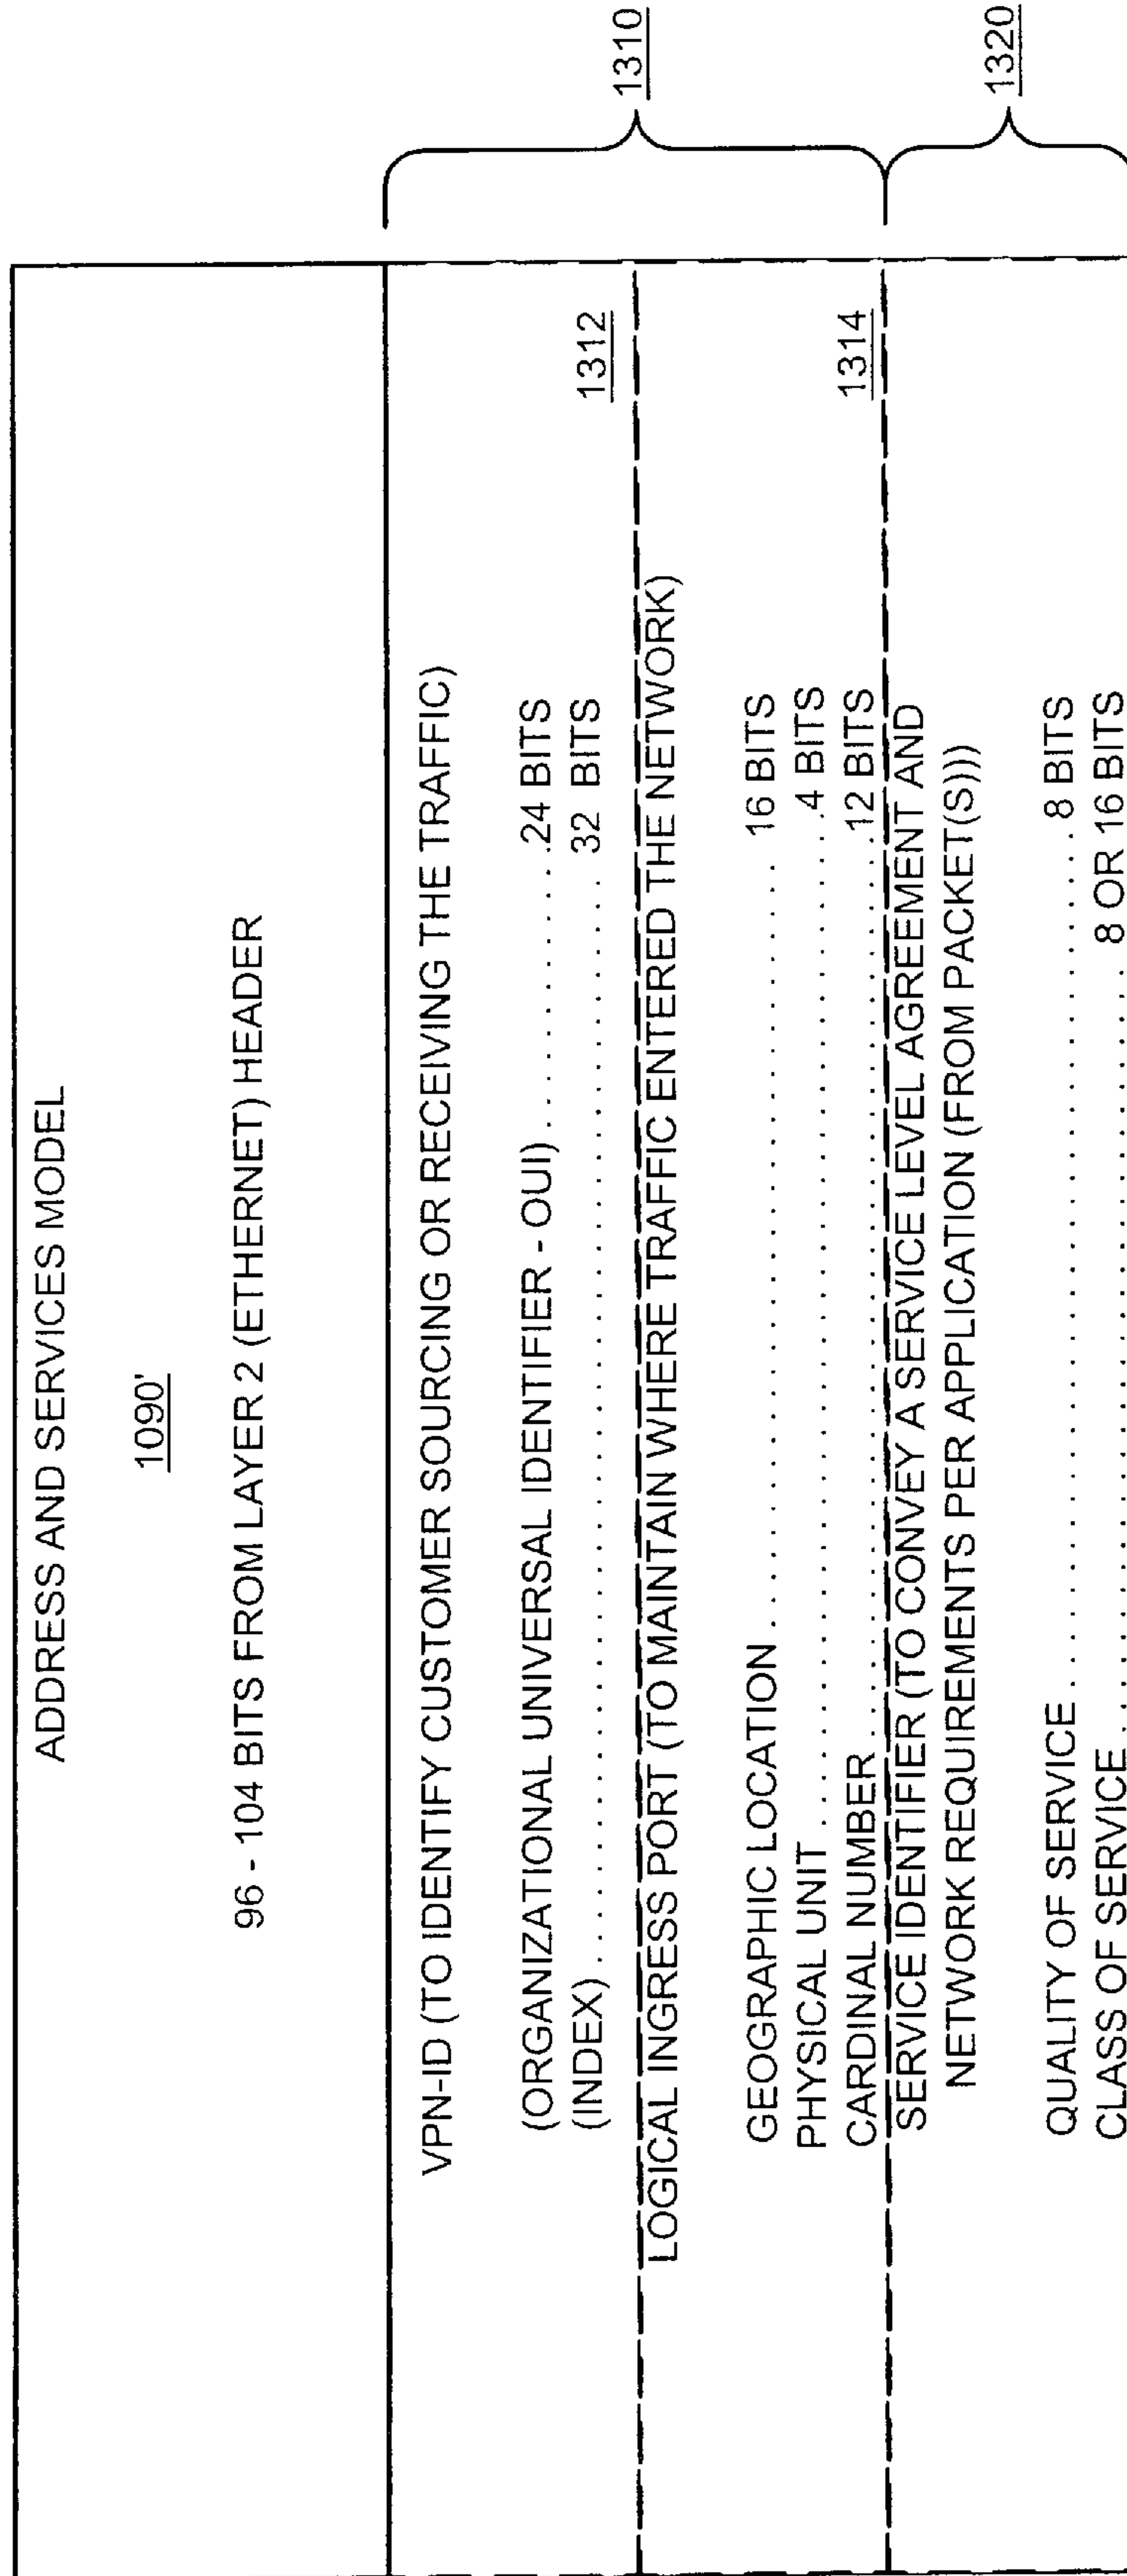 ADDRESS AND SERVICES MODEL
1090'
96 - 104 BITS FROM LAYER 2 (ETHERNET) HEADER
VPN-ID (TO IDENTIFY CUSTOMER SOURCING OR RECEIVING THE TRAFFIC)
(ORGANIZATIONAL UNIVERSAL IDENTIFIER - OUI) ........... 24 BITS
(INDEX) ........... 32 BITS
1312
LOGICAL INGRESS PORT (TO MAINTAIN WHERE TRAFFIC ENTERED THE NETWORK)
GEOGRAPHIC LOCATION ........... 16 BITS
PHYSICAL UNIT ........... 4 BITS
CARDINAL NUMBER ........... 12 BITS
1314
1310
SERVICE IDENTIFIER (TO CONVEY A SERVICE LEVEL AGREEMENT AND
NETWORK REQUIREMENTS PER APPLICATION (FROM PACKET(S)))
QUALITY OF SERVICE ........... 8 BITS
CLASS OF SERVICE ........... 8 OR 16 BITS
1320